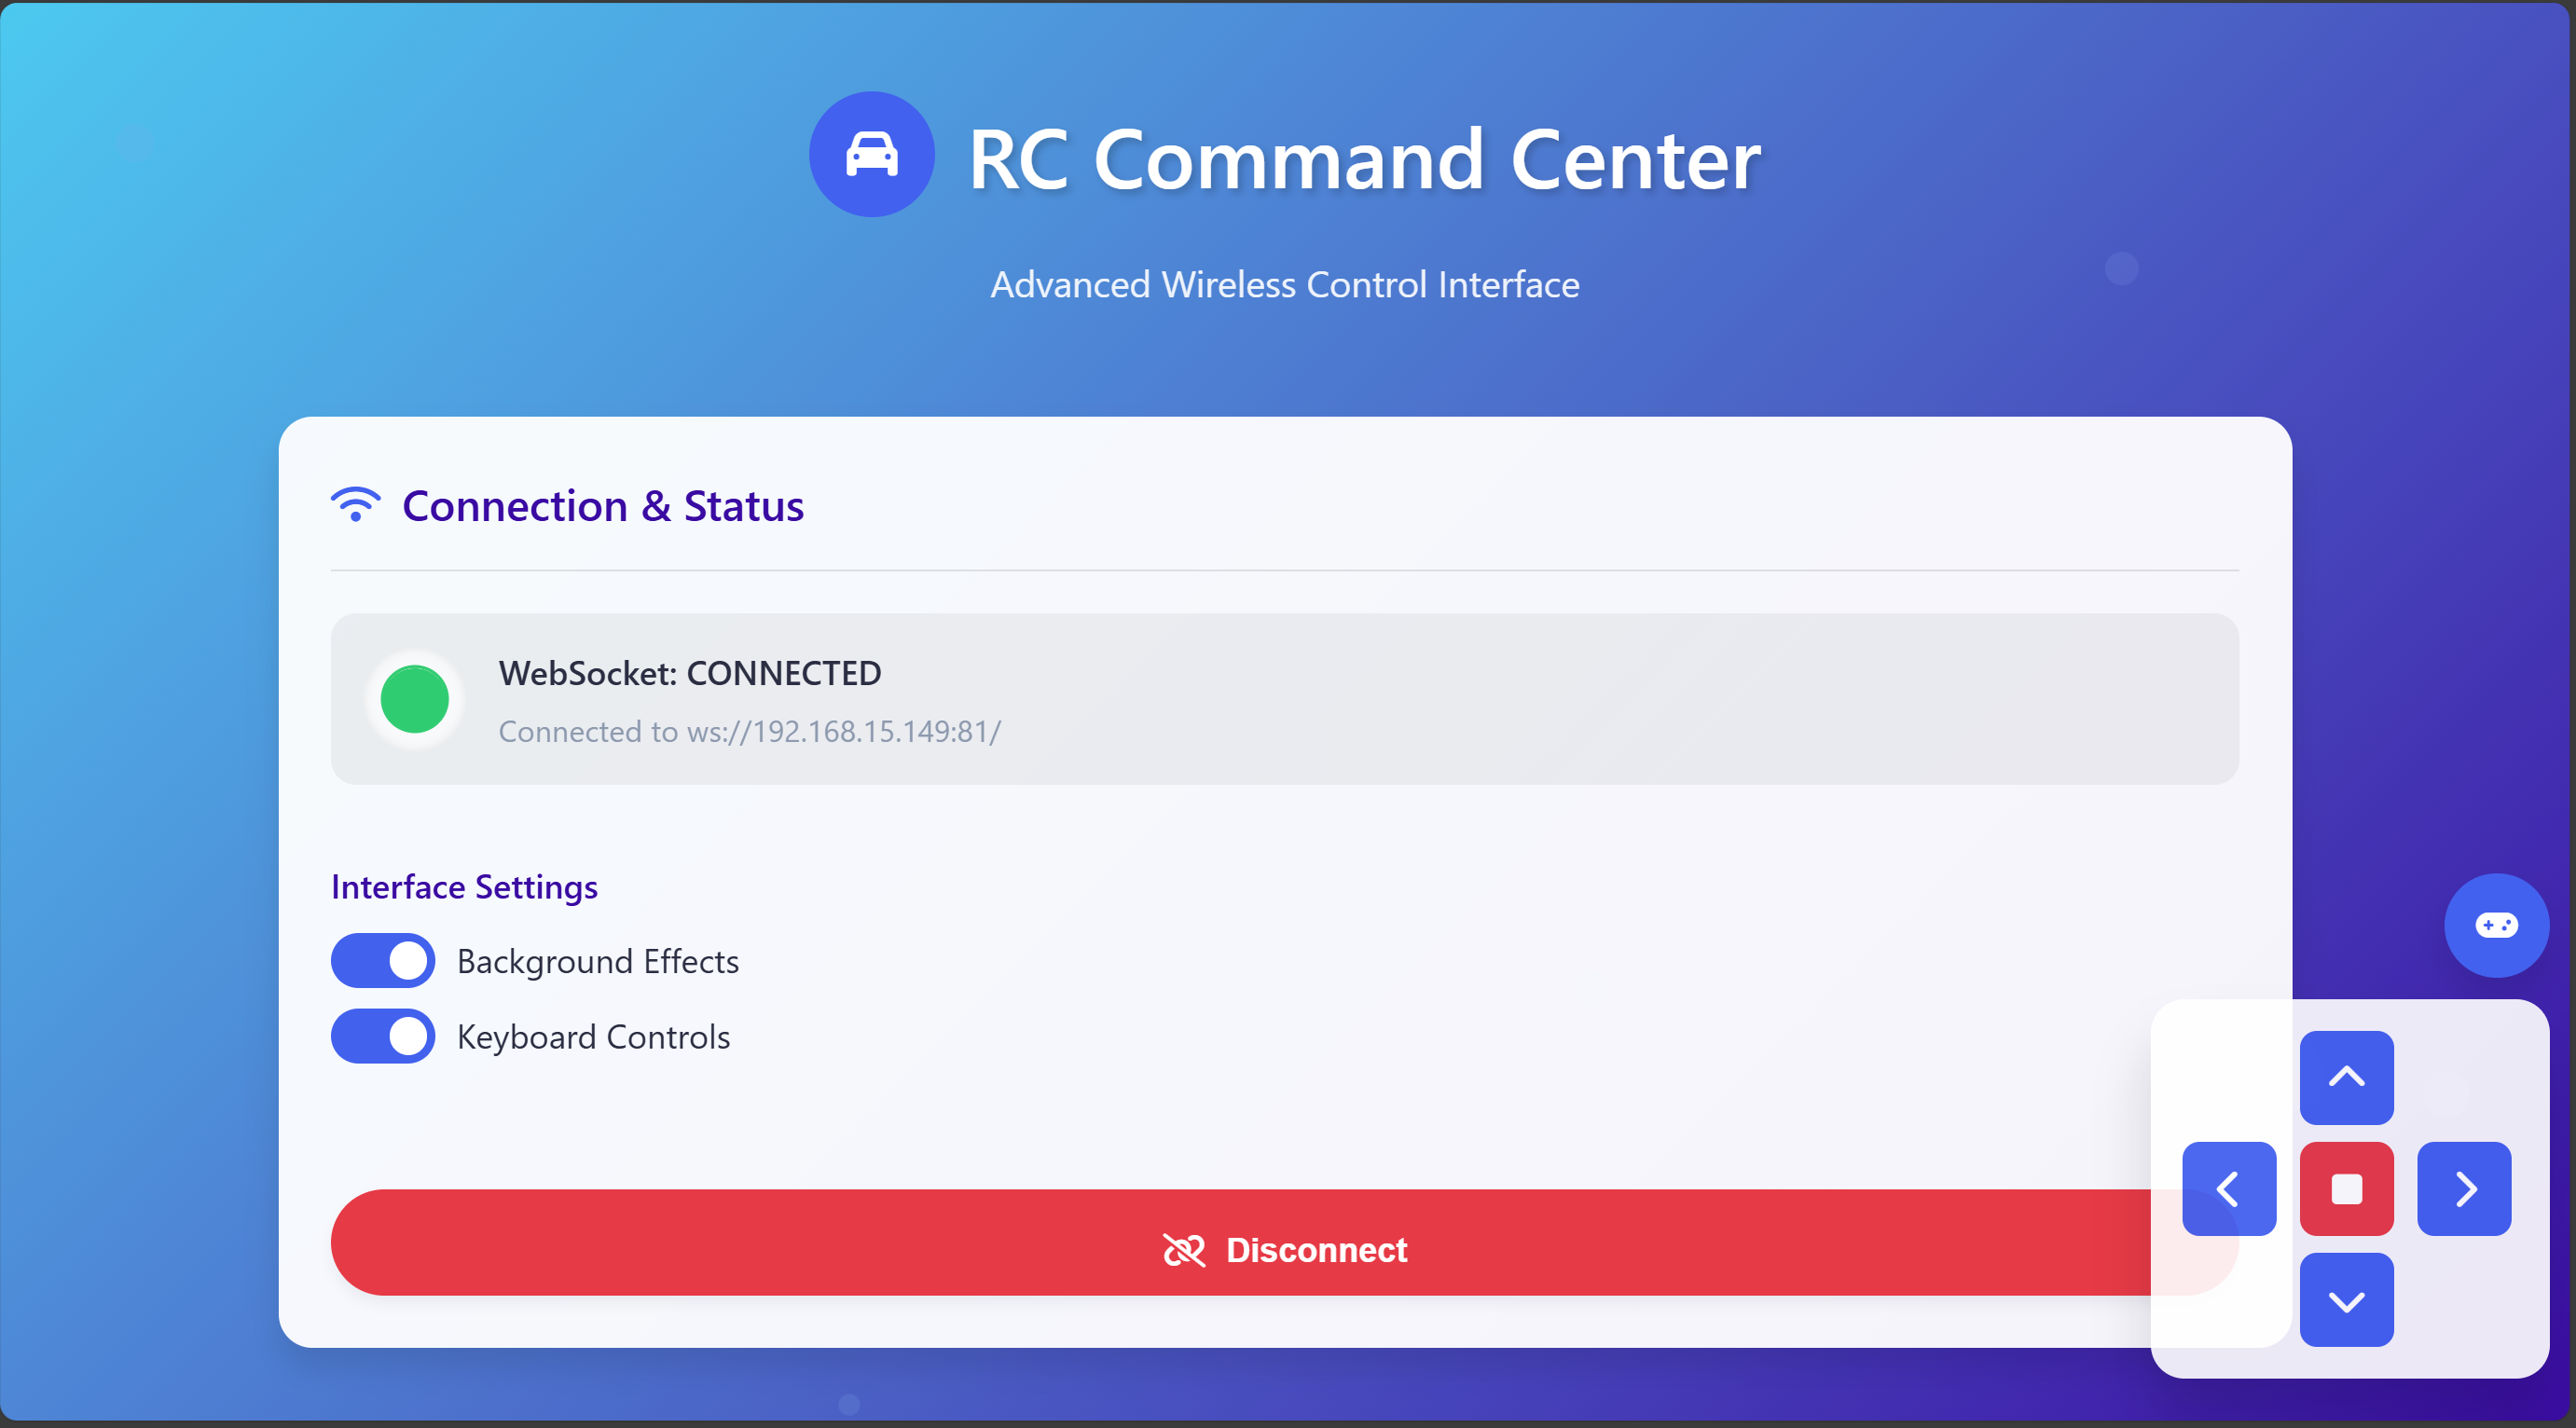 RC Command Center
Advanced Wireless Control Interface
Connection & Status
WebSocket: CONNECTED
Connected to ws://192.168.15.149:81/
Interface Settings
Background Effects
Keyboard Controls
Disconnect